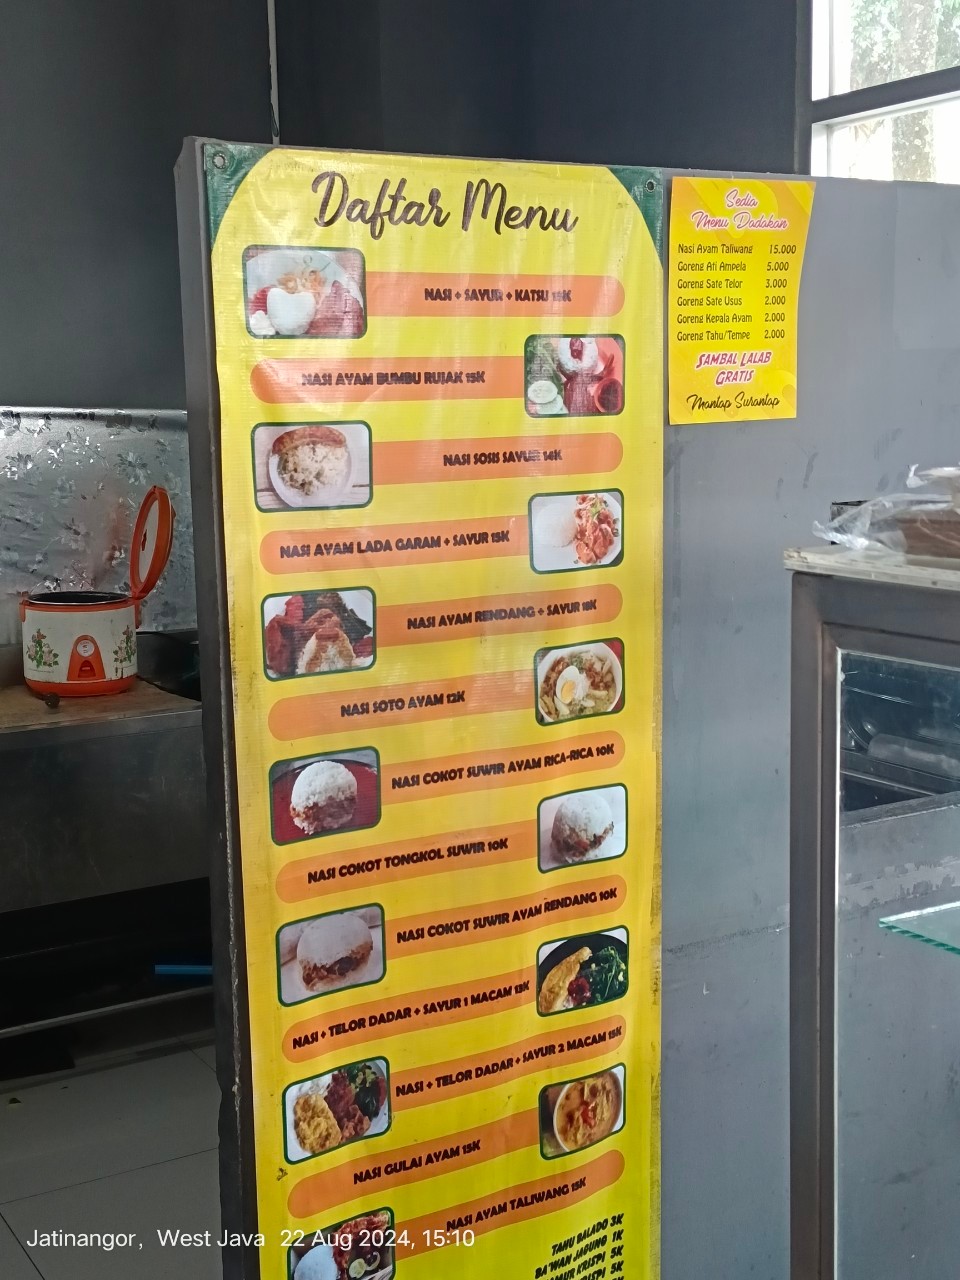 Daftar Menu
NASI + SAYUR + KATSU
NASI AYAM BUMBU RUJAK 15K
NASI SOSIS SAYUR 14K
NASI AYAM LADA GARAM + SAYUR 15K
NASI AYAM RENDANG + SAYUR 18K
NASI SOTO AYAM 12K
NASI COKOT SUWIR AYAM RICA-RICA 10K
NASI COKOT TONGKOL SUWIR 10K
NASI COKOT SUWIR AYAM RENDANG 10K
NASI + TELOR DADAR + SAYUR 1 MACAM 13K
NASI + TELOR DADAR + SAYUR 2 MACAM 15K
NASI GULAI AYAM 15K
NASI AYAM TALIWANG 15K
TAHU BALADO 3K
BA'WAN JAGUNG 1K
KRISPI 5K
5K
Sedia
Menu Dadakan
Nasi Ayam Taliwang 15.000
Goreng Ati Ampela 5.000
Goreng Sate Telor 3.000
Goreng Sate Usus 2.000
Goreng Kepala Ayam 2.000
Goreng Tahu/Tempe 2.000
SAMBAL LALAB
GRATIS
Mantap Surantap
Jatinangor, West Java 22 Aug 2024, 15:10